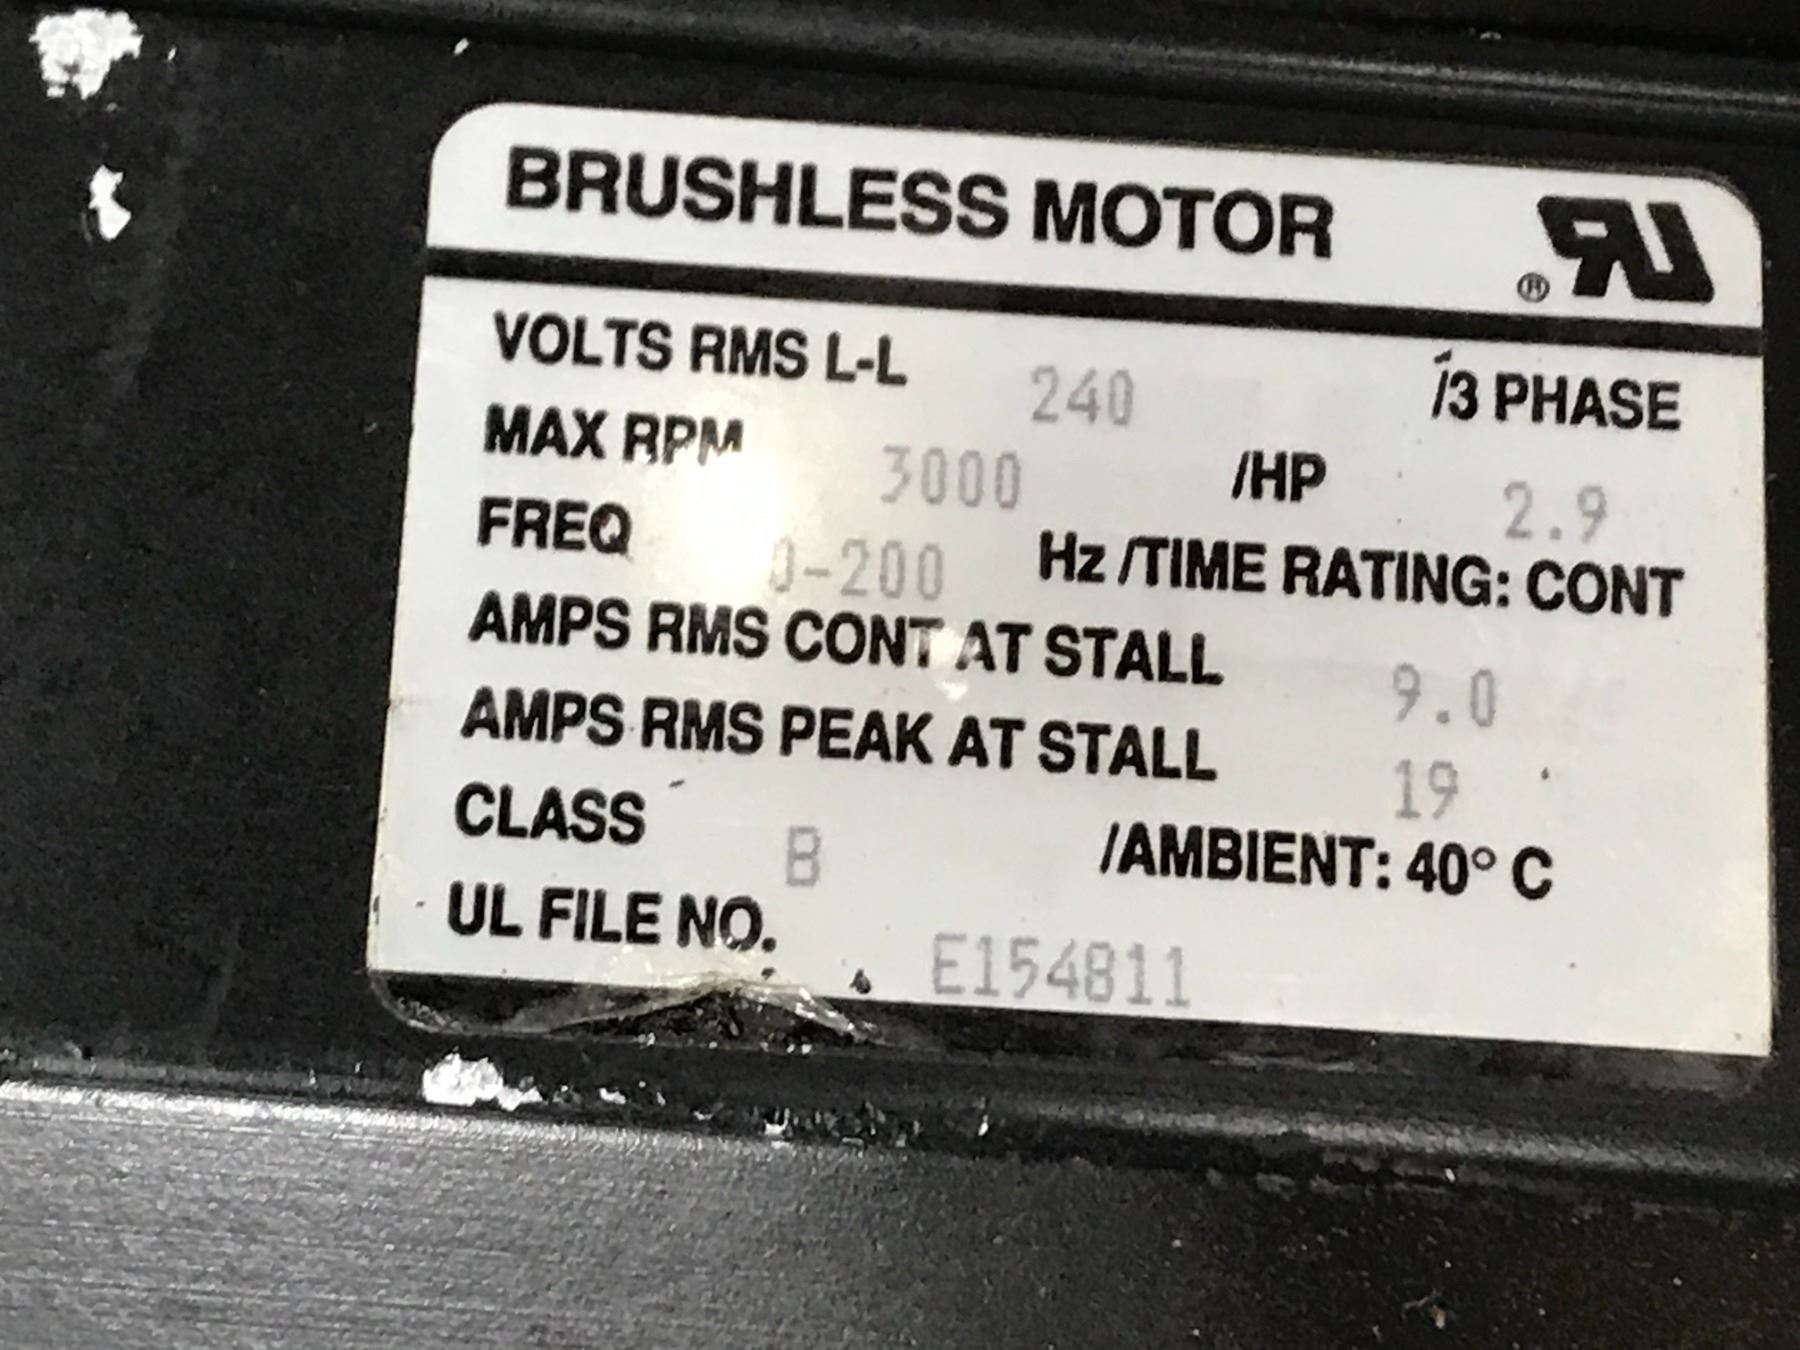 BRUSHLESS MOTOR ® RU
VOLTS RMS L-L 240 /3 PHASE
MAX RPM 3000 /HP 2.9
FREQ 0-200 Hz /TIME RATING: CONT
AMPS RMS CONT AT STALL 9.0
AMPS RMS PEAK AT STALL 19
CLASS B /AMBIENT: 40° C
UL FILE NO. E154811